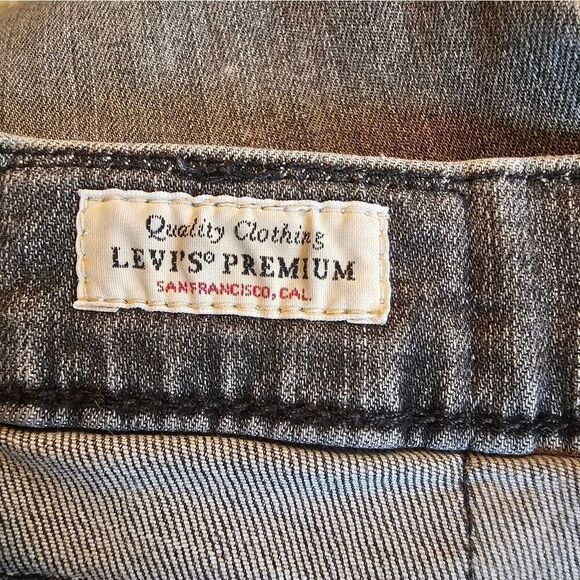 Quality Clothing
LEVI'S® PREMIUM
SAN FRANCISCO, CAL.